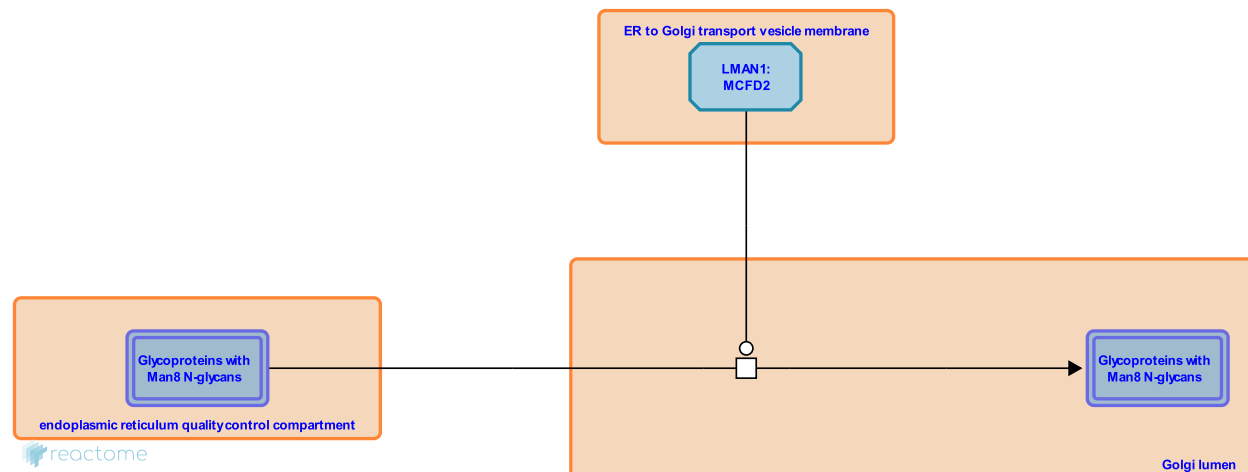 ER to Golgi transport vesicle membrane
LMAN1:
MCFD2
Glycoproteins with
Man8 N-glycans
endoplasmic reticulum quality control compartment
Glycoproteins with
Man8 N-glycans
Golgi lumen
reactome